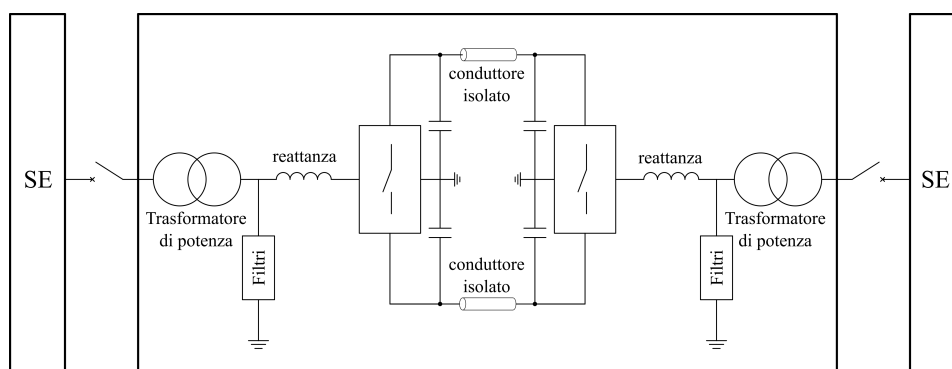 conduttore
isolato
reattanza
reattanza
SE
SE
Trasformatore
di potenza
Trasformatore
di potenza
Filtri
Filtri
conduttore
isolato